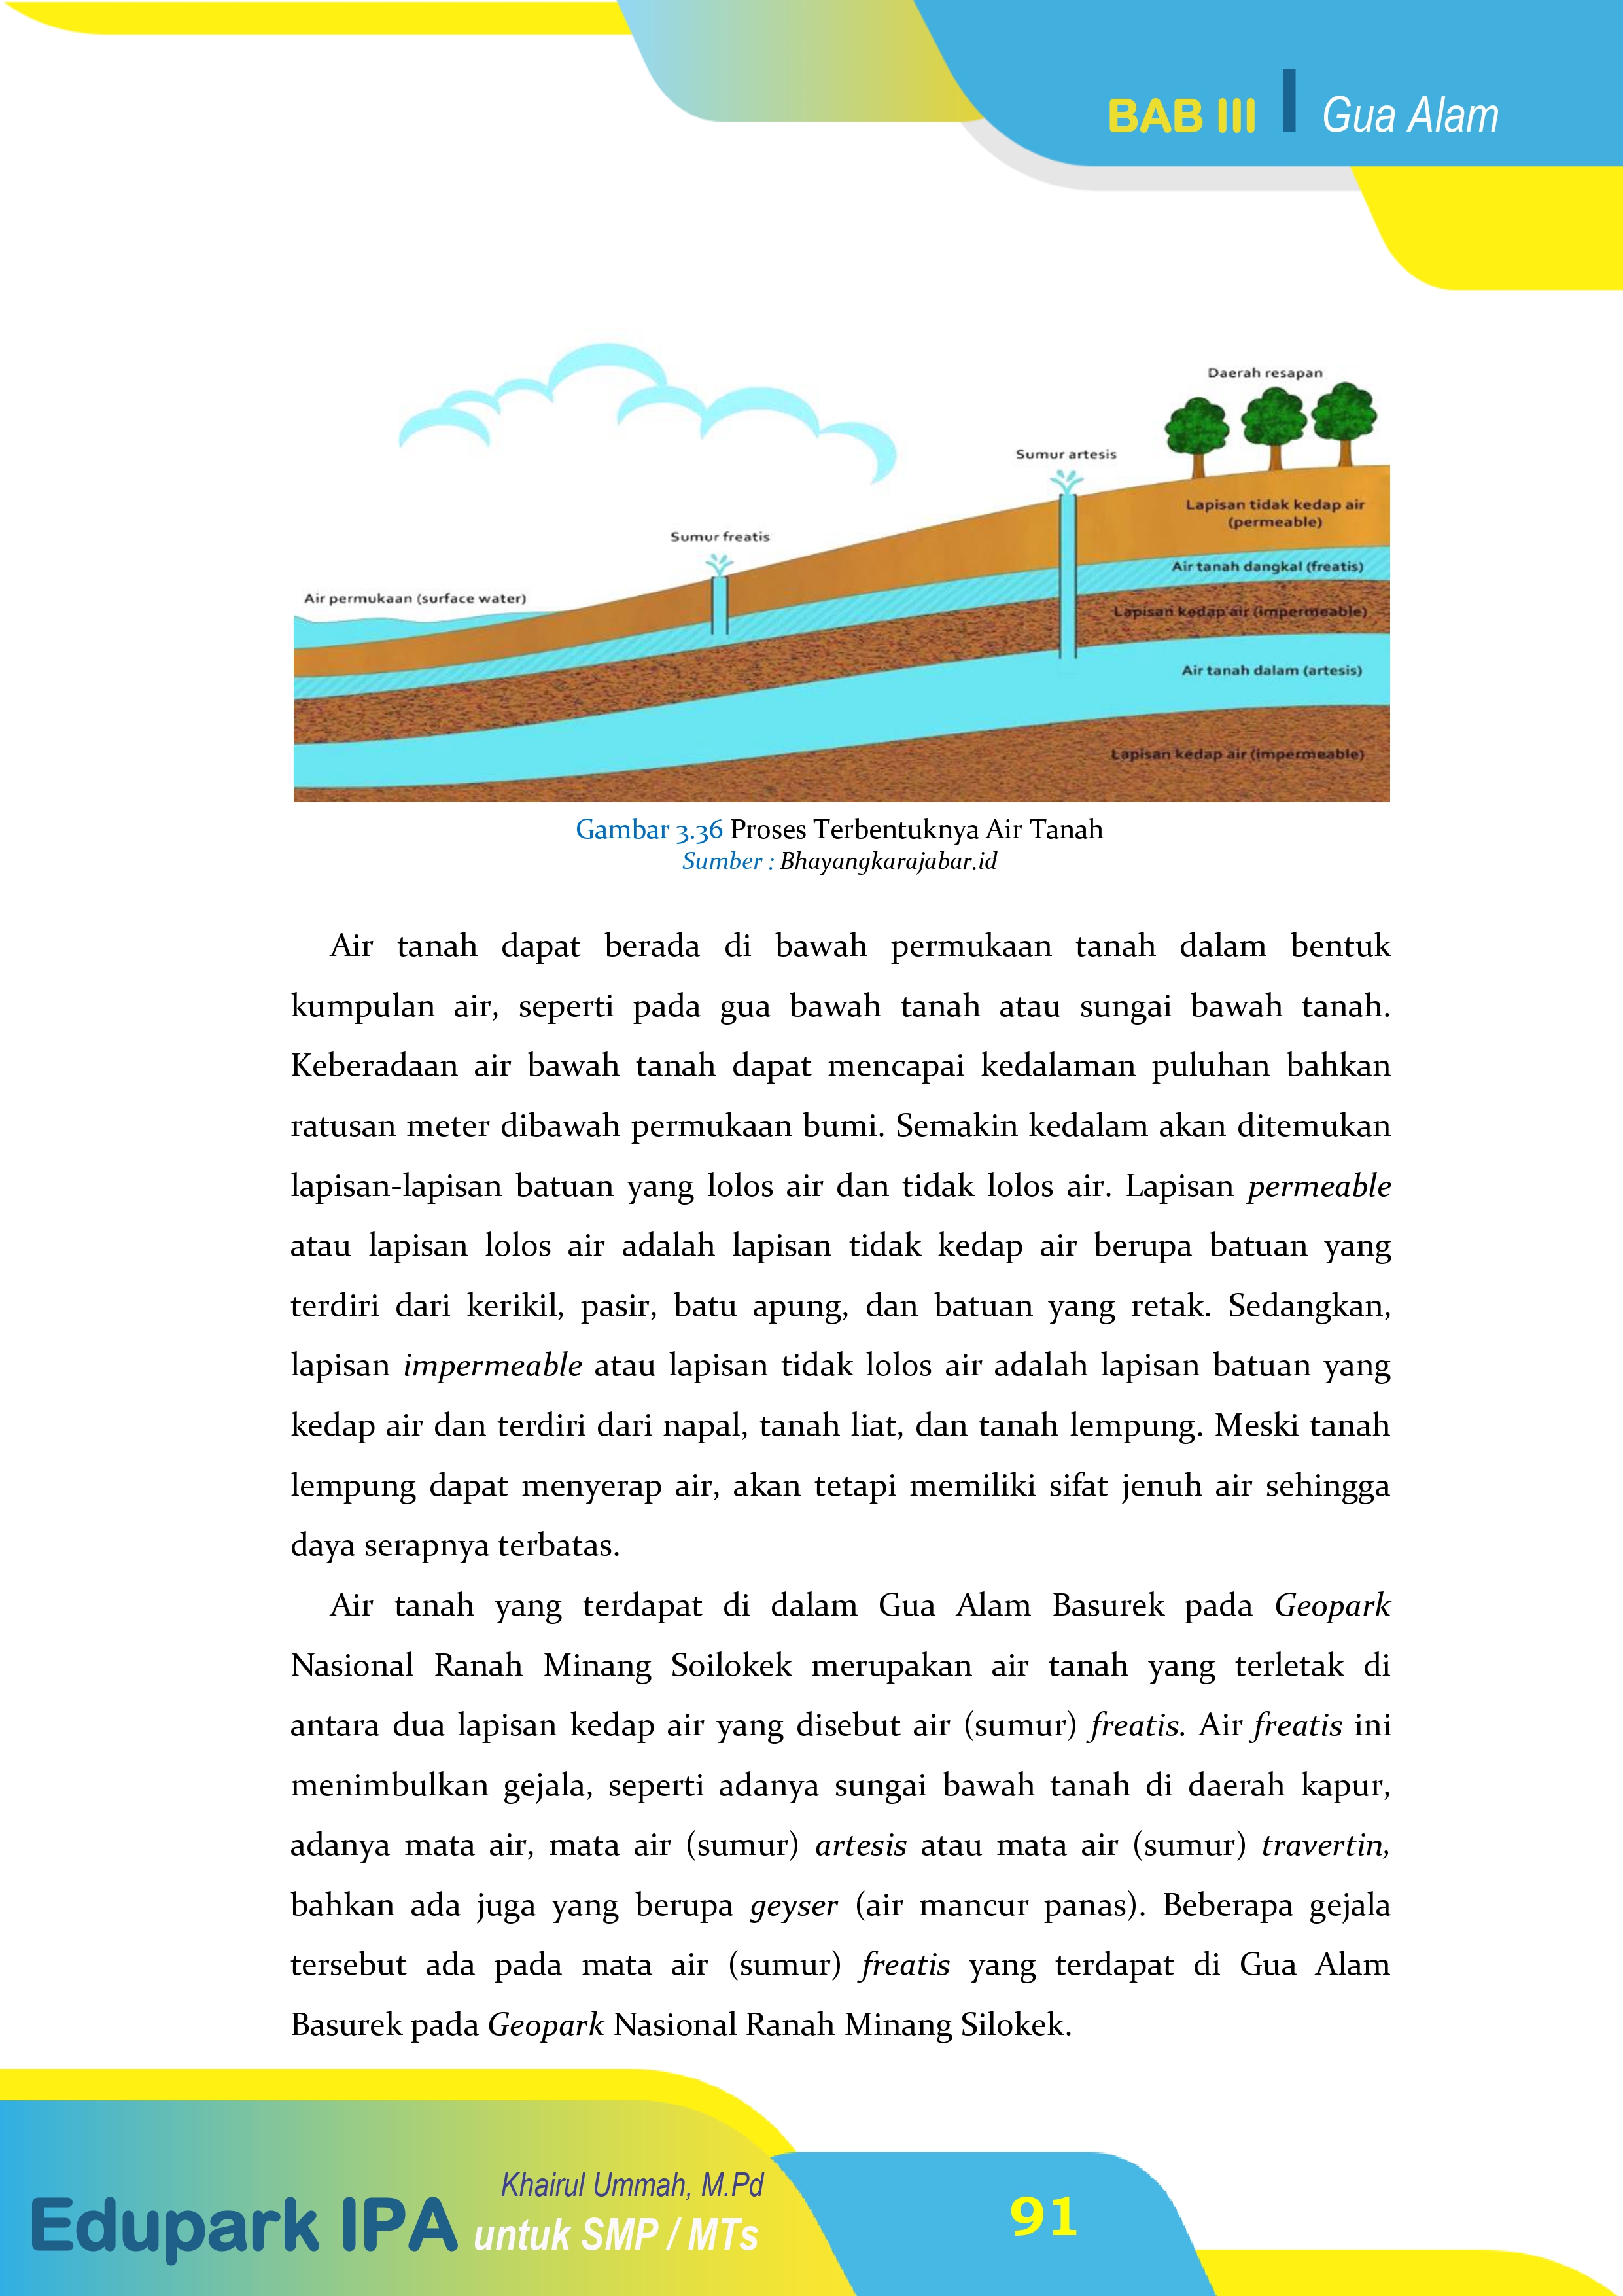 BAB III | Gua Alam
Daerah resapan
Sumur artesis
Lapisan tidak kedap air
(permeable)
Sumur freatis
Air tanah dangkal (freatis)
Air permukaan (surface water)
Lapisan kedap air (impermeable)
Air tanah dalam (artesis)
Lapisan kedap air (impermeable)
Gambar 3.36 Proses Terbentuknya Air Tanah
Sumber : Bhayangkarajabar.id
Air tanah dapat berada di bawah permukaan tanah dalam bentuk
kumpulan air, seperti pada gua bawah tanah atau sungai bawah tanah.
Keberadaan air bawah tanah dapat mencapai kedalaman puluhan bahkan
ratusan meter dibawah permukaan bumi. Semakin kedalam akan ditemukan
lapisan-lapisan batuan yang lolos air dan tidak lolos air. Lapisan permeable
atau lapisan lolos air adalah lapisan tidak kedap air berupa batuan yang
terdiri dari kerikil, pasir, batu apung, dan batuan yang retak. Sedangkan,
lapisan impermeable atau lapisan tidak lolos air adalah lapisan batuan yang
kedap air dan terdiri dari napal, tanah liat, dan tanah lempung. Meski tanah
lempung dapat menyerap air, akan tetapi memiliki sifat jenuh air sehingga
daya serapnya terbatas.
Air tanah yang terdapat di dalam Gua Alam Basurek pada Geopark
Nasional Ranah Minang Soilokek merupakan air tanah yang terletak di
antara dua lapisan kedap air yang disebut air (sumur) freatis. Air freatis ini
menimbulkan gejala, seperti adanya sungai bawah tanah di daerah kapur,
adanya mata air, mata air (sumur) artesis atau mata air (sumur) travertin,
bahkan ada juga yang berupa geyser (air mancur panas). Beberapa gejala
tersebut ada pada mata air (sumur) freatis yang terdapat di Gua Alam
Basurek pada Geopark Nasional Ranah Minang Silokek.
Khairul Ummah, M.Pd
Edupark IPA untuk SMP / MTs
91